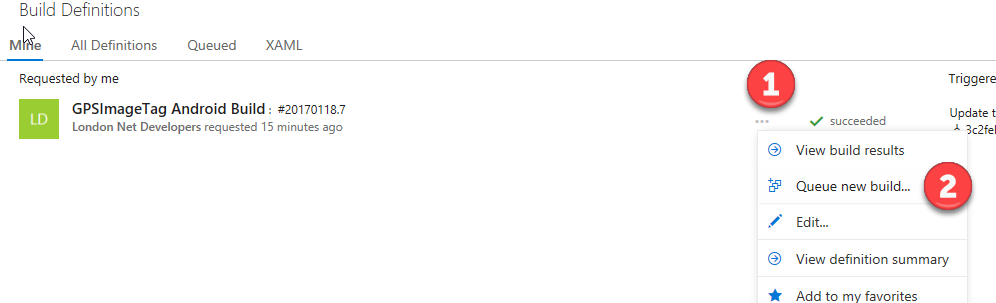 Build Definitions
Mine All Definitions Queued XAML
Requested by me Triggere
1
LD GPSImageTag Android Build : #20170118.7
London Net Developers requested 15 minutes ago
... succeeded
Update t
3c2fel
View build results
Queue new build...
2
Edit...
View definition summary
Add to my favorites